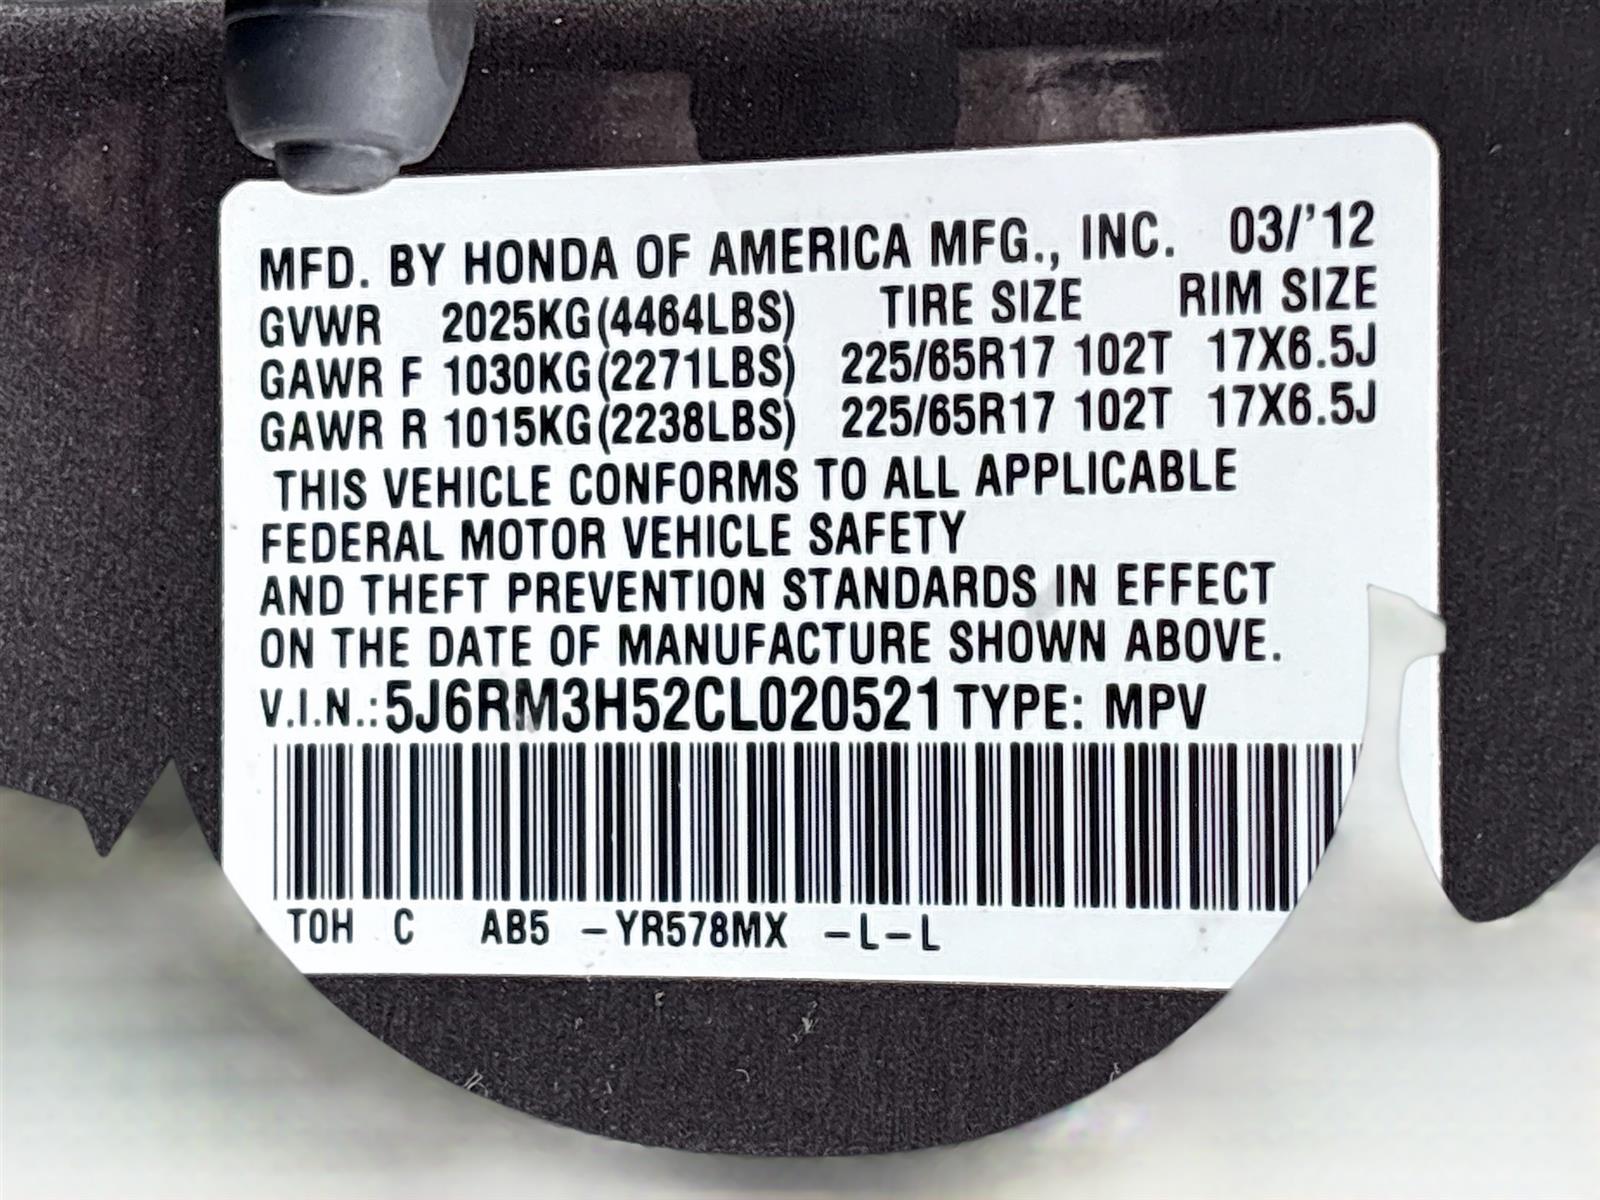 MFD. BY HONDA OF AMERICA MFG., INC. 03/'12
GVWR 2025KG(4464LBS) TIRE SIZE RIM SIZE
GAWR F 1030KG(2271LBS) 225/65R17 102T 17X6.5J
GAWR R 1015KG(2238LBS) 225/65R17 102T 17X6.5J
THIS VEHICLE CONFORMS TO ALL APPLICABLE
FEDERAL MOTOR VEHICLE SAFETY
AND THEFT PREVENTION STANDARDS IN EFFECT
ON THE DATE OF MANUFACTURE SHOWN ABOVE.
V.I.N.:5J6RM3H52CL020521 TYPE: MPV
TOH C AB5 -YR578MX -L-L